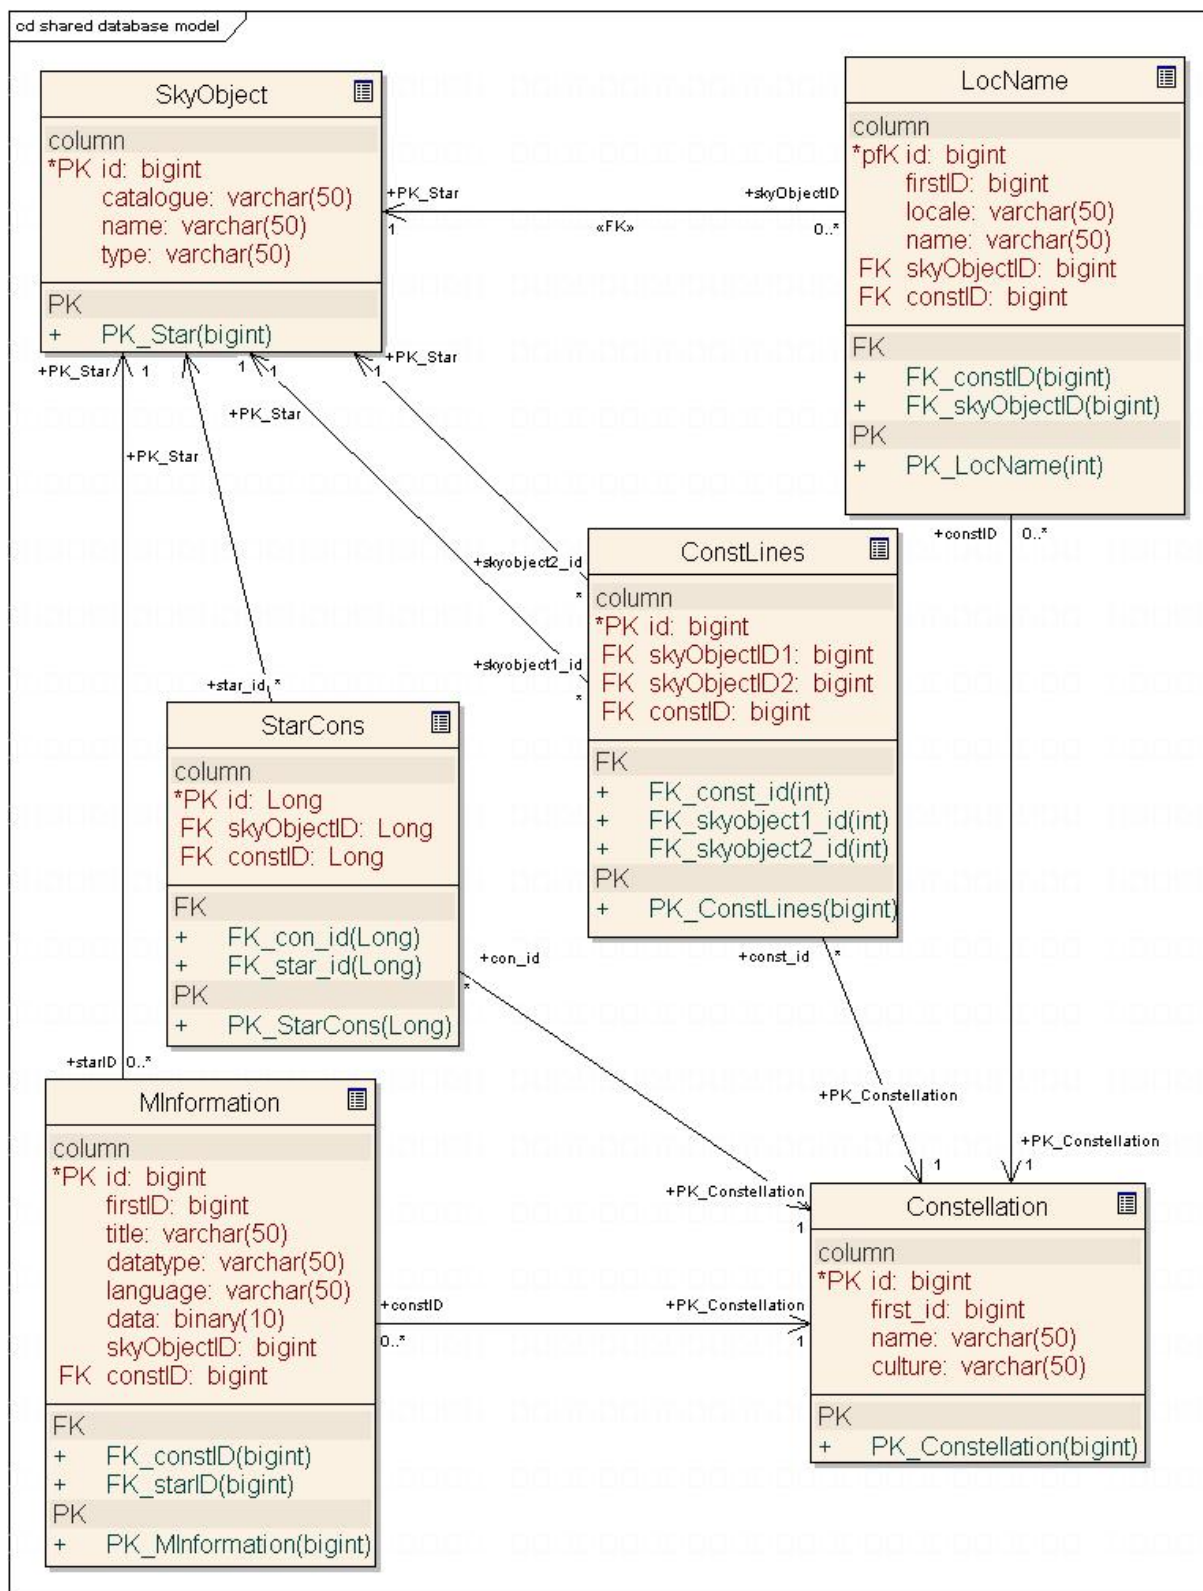 cd shared database model
SkyObject
column
*PK id: bigint
catalogue: varchar(50)
name: varchar(50)
type: varchar(50)
PK
+ PK_Star(bigint)
LocName
column
*pfK id: bigint
firstID: bigint
locale: varchar(50)
name: varchar(50)
FK skyObjectID: bigint
FK constID: bigint
FK
+ FK_constID(bigint)
+ FK_skyObjectID(bigint)
PK
+ PK_LocName(int)
+PK_Star
1
«FK»
+skyObjectID
0..*
+PK_Star
1
1
1
+PK_Star
1
+PK_Star
+PK_Star
+constID
0..*
+skyobject2_id
*
+skyobject1_id
*
+star_id
*
ConstLines
column
*PK id: bigint
FK skyObjectID1: bigint
FK skyObjectID2: bigint
FK constID: bigint
FK
+ FK_const_id(int)
+ FK_skyobject1_id(int)
+ FK_skyobject2_id(int)
PK
+ PK_ConstLines(bigint)
StarCons
column
*PK id: Long
FK skyObjectID: Long
FK constID: Long
FK
+ FK_con_id(Long)
+ FK_star_id(Long)
PK
+ PK_StarCons(Long)
+con_id
*
+const_id
*
+starID
0..*
+PK_Constellation
1
+PK_Constellation
1
+PK_Constellation
1
MInformation
column
*PK id: bigint
firstID: bigint
title: varchar(50)
datatype: varchar(50)
language: varchar(50)
data: binary(10)
skyObjectID: bigint
FK constID: bigint
FK
+ FK_constID(bigint)
+ FK_starID(bigint)
PK
+ PK_MInformation(bigint)
+constID
0..*
+PK_Constellation
1
Constellation
column
*PK id: bigint
first_id: bigint
name: varchar(50)
culture: varchar(50)
PK
+ PK_Constellation(bigint)